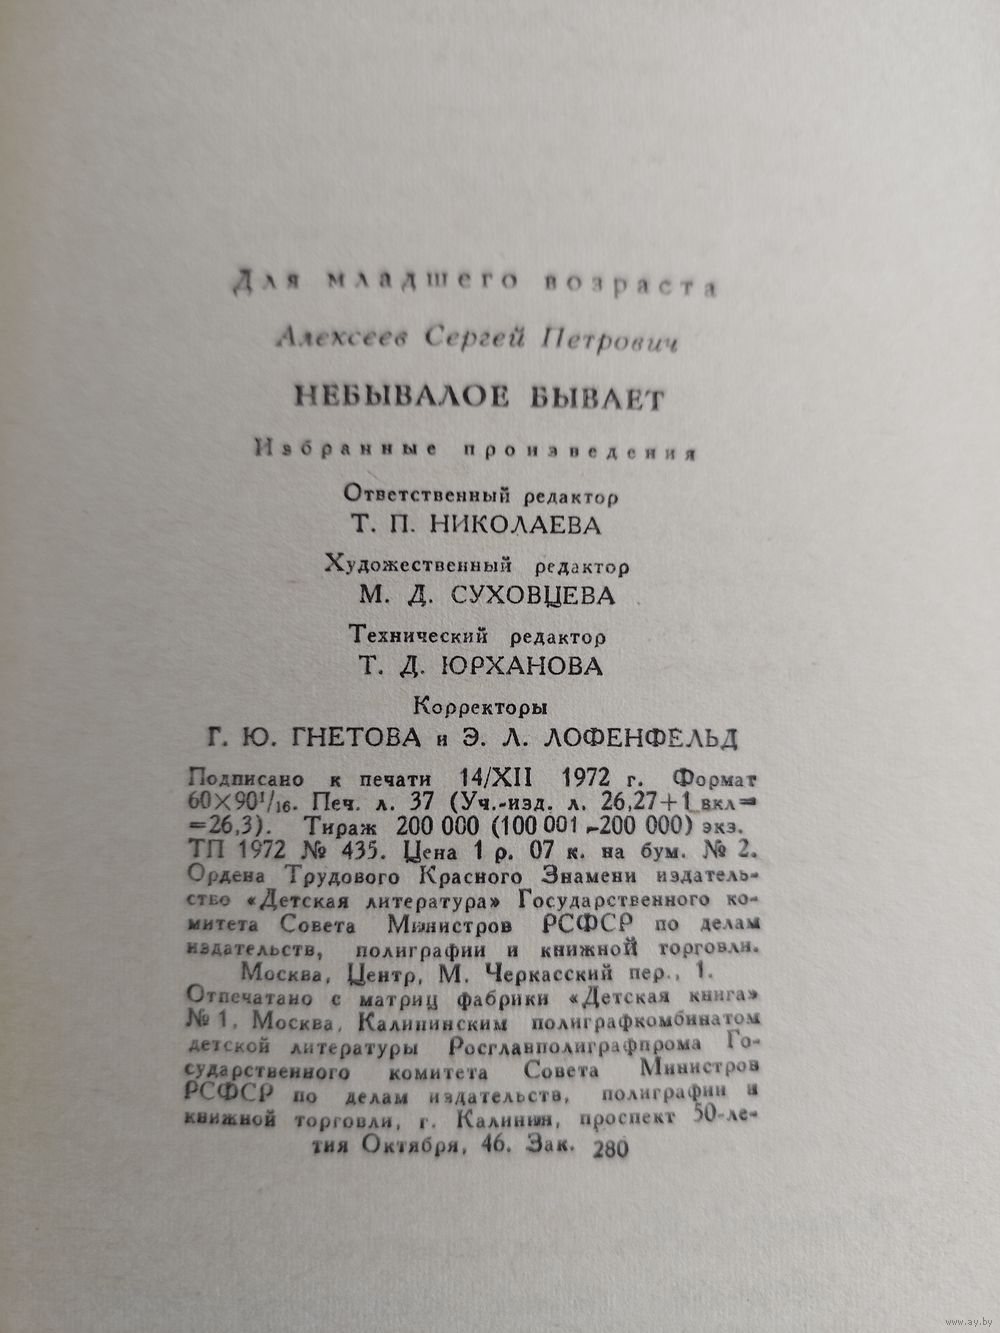 Для младшего возраста
Алексеев Сергей Петрович
НЕБЫВАЛОЕ БЫВАЕТ
Избранные произведения
Ответственный редактор
Т. П. НИКОЛАЕВА
Художественный редактор
М. Д. СУХОВЦЕВА
Технический редактор
Т. Д. ЮРХАНОВА
Корректоры
Г. Ю. ГНЕТОВА и Э. Л. ЛОФЕНФЕЛЬД
Подписано к печати 14/XII 1972 г. Формат
60×90¹/₁₆. Печ. л. 37 (Уч.-изд. л. 26,27+1 вкл=
=26,3). Тираж 200 000 (100 001—200 000) экз.
ТП 1972 № 435. Цена 1 р. 07 к. на бум. № 2.
Ордена Трудового Красного Знамени издатель-
ство «Детская литература» Государственного ко-
митета Совета Министров РСФСР по делам
издательств, полиграфии и книжной торговли.
Москва, Центр, М. Черкасский пер., 1.
Отпечатано с матриц фабрики «Детская книга»
№ 1, Москва, Калининским полиграфкомбинатом
детской литературы Росглавполиграфпрома Го-
сударственного комитета Совета Министров
РСФСР по делам издательств, полиграфии и
книжной торговли, г. Калинин, проспект 50-ле-
тия Октября, 46. Зак. 280
www.ay.by